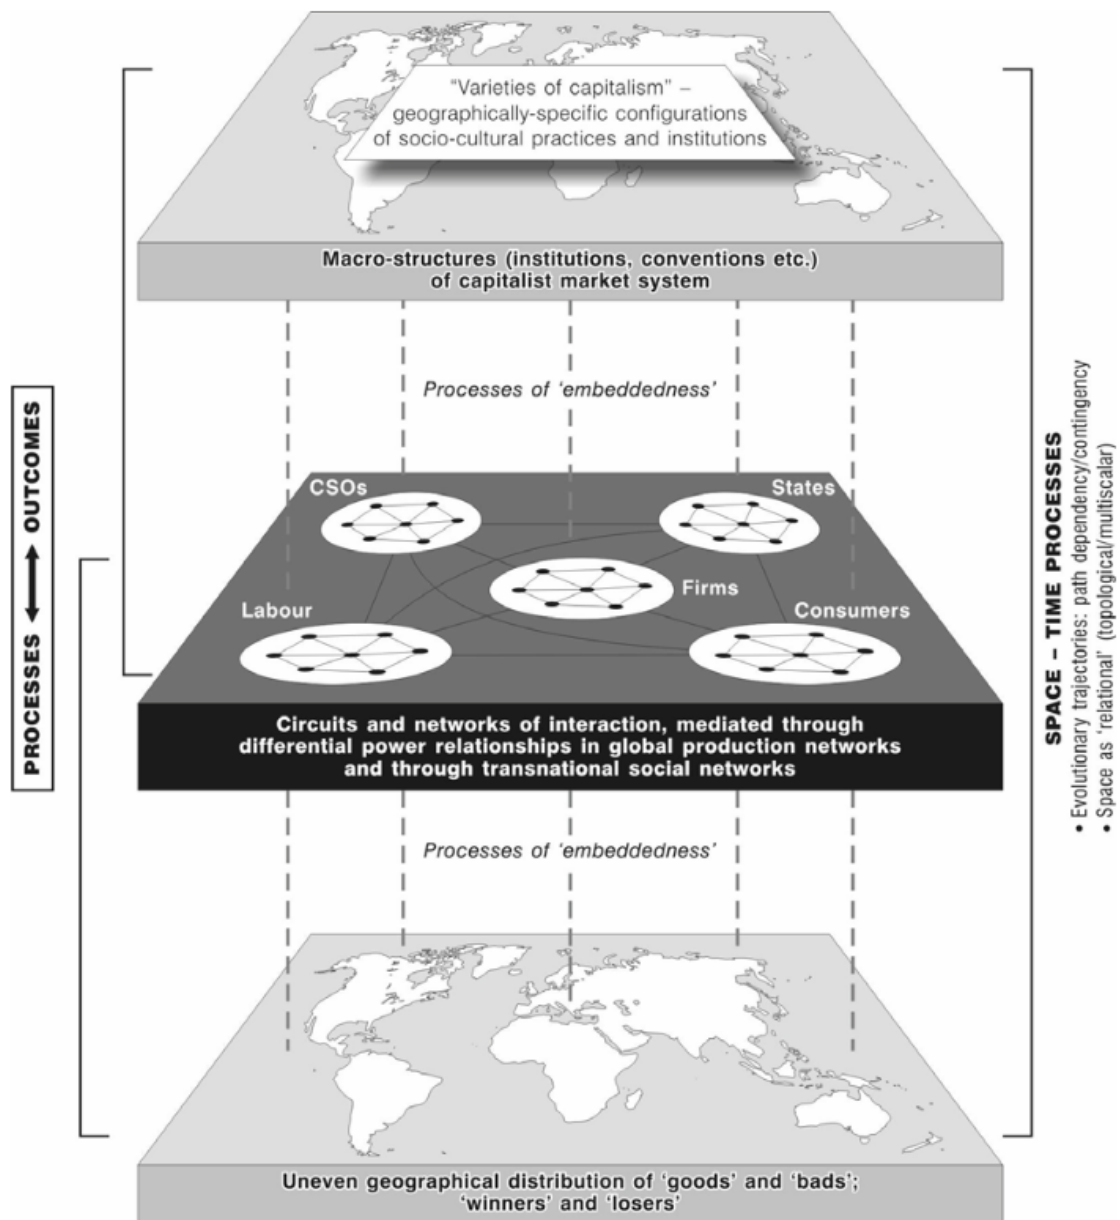 “Varieties of capitalism” –
geographically-specific configurations
of socio-cultural practices and institutions
Macro-structures (institutions, conventions etc.)
of capitalist market system
Processes of ‘embeddedness’
CSOs
States
Firms
Labour
Consumers
Circuits and networks of interaction, mediated through
differential power relationships in global production networks
and through transnational social networks
Processes of ‘embeddedness’
Uneven geographical distribution of ‘goods’ and ‘bads’;
‘winners’ and ‘losers’
PROCESSES ↔ OUTCOMES
SPACE – TIME PROCESSES
• Evolutionary trajectories: path dependency/contingency
• Space as ‘relational’ (topological/multiscalar)